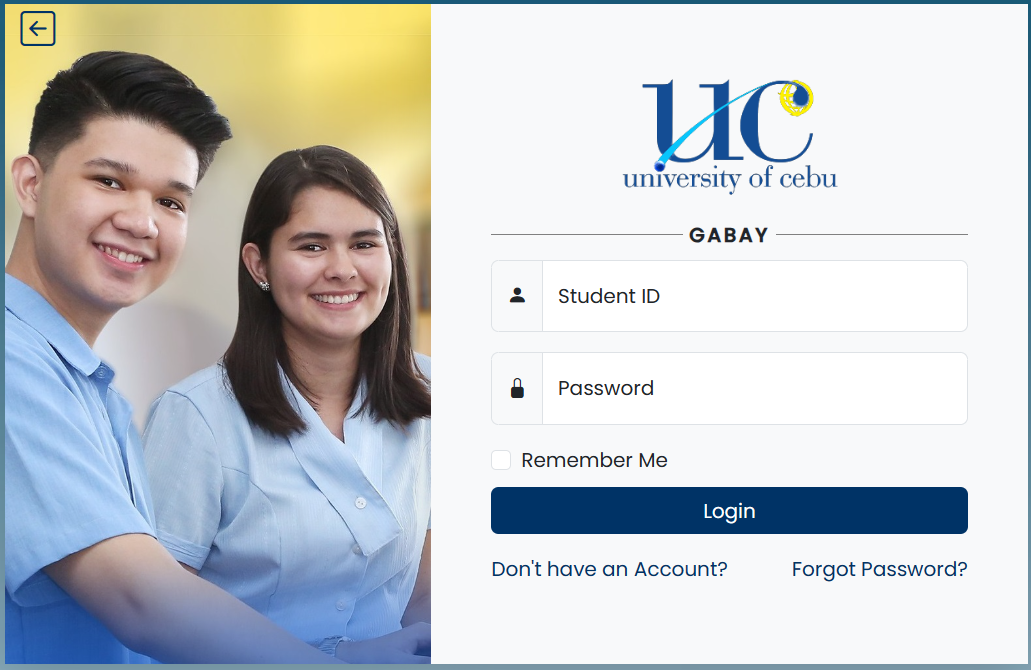 uc
university of cebu
GABAY
Student ID
Password
Remember Me
Login
Don't have an Account?
Forgot Password?